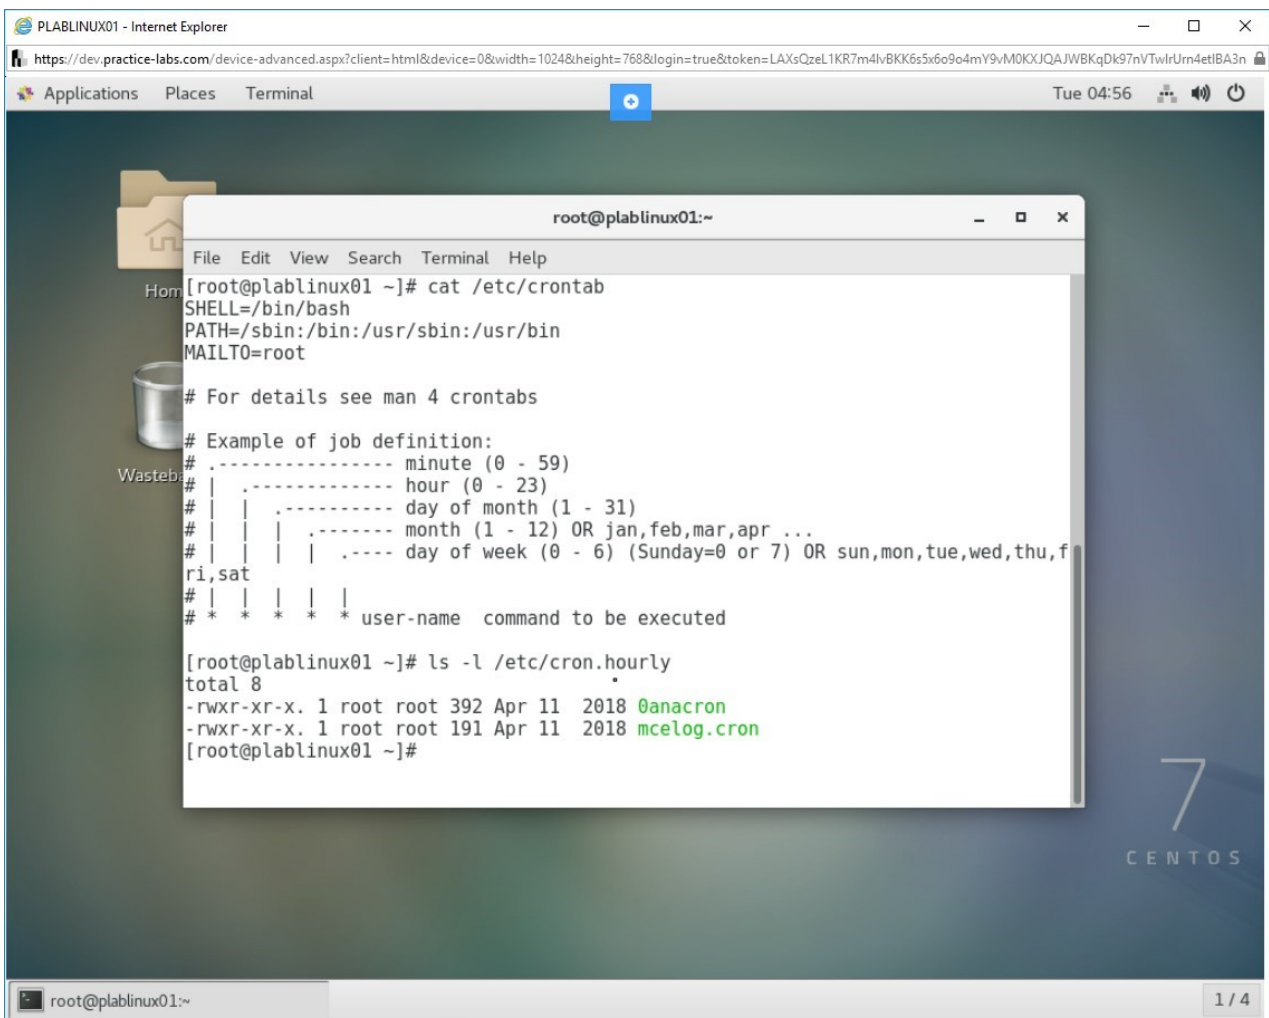 PLABLINUX01 - Internet Explorer
https://dev.practice-labs.com/device-advanced.aspx?client=html&device=0&width=1024&height=768&login=true&token=
Applications Places Terminal Tue 04:56
root@plablinux01:~
File Edit View Search Terminal Help
Hom
[root@plablinux01 ~]# cat /etc/crontab
SHELL=/bin/bash
PATH=/sbin:/bin:/usr/sbin:/usr/bin
MAILTO=root
# For details see man 4 crontabs
# Example of job definition:
# .---------------- minute (0 - 59)
# |  .------------- hour (0 - 23)
# |  |  .---------- day of month (1 - 31)
# |  |  |  .------- month (1 - 12) OR jan,feb,mar,apr ...
# |  |  |  |  .---- day of week (0 - 6) (Sunday=0 or 7) OR sun,mon,tue,wed,thu,f
ri,sat
# |  |  |  |  |
# *  *  *  *  * user-name  command to be executed
Wasteb
[root@plablinux01 ~]# ls -l /etc/cron.hourly
total 8
-rwxr-xr-x. 1 root root 392 Apr 11  2018 0anacron
-rwxr-xr-x. 1 root root 191 Apr 11  2018 mcelog.cron
[root@plablinux01 ~]#
7
CENTOS
root@plablinux01:~
1 / 4